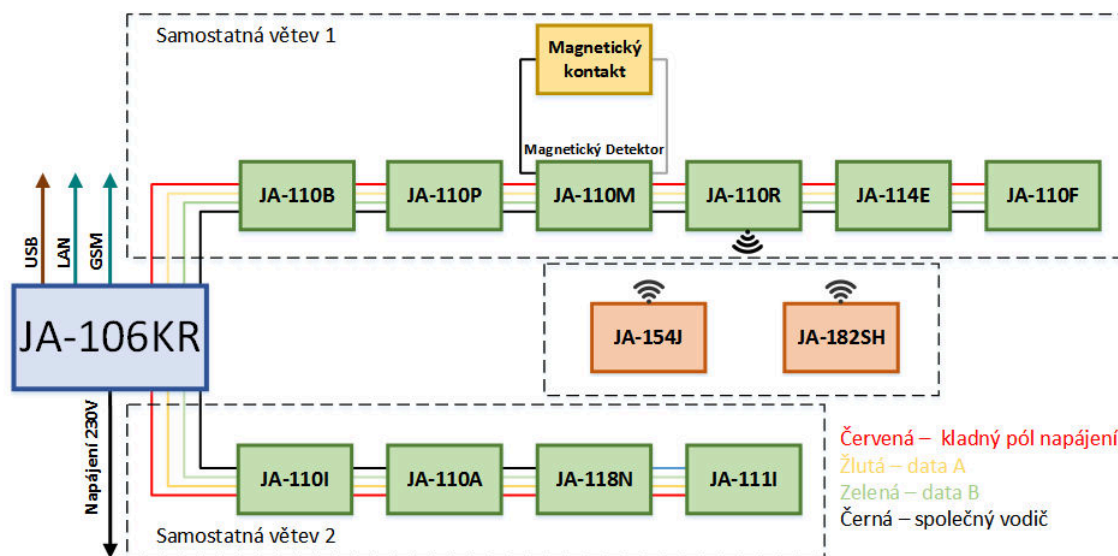 Samostatná větev 1
Magnetický
kontakt
Magnetický Detektor
JA-110B
JA-110P
JA-110M
JA-110R
JA-114E
JA-110F
USB
LAN
GSM
JA-106KR
JA-154J
JA-182SH
Napájení 230V
JA-110I
JA-110A
JA-118N
JA-111I
Samostatná větev 2
Červená – kladný pól napájení
Žlutá – data A
Zelená – data B
Černá – společný vodič